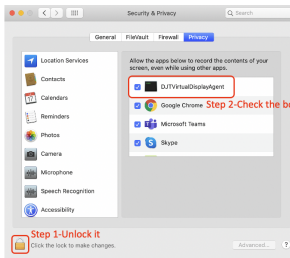 Security & Privacy
Search
General FileVault Firewall Privacy
Location Services
Contacts
Calendars
Reminders
Photos
Camera
Microphone
Speech Recognition
Accessibility
Allow the apps below to record the contents of your
screen, even while using other apps.
DJTVirtualDisplayAgent
Google Chrome
Step 2-Check the b
Microsoft Teams
Skype
Step 1-Unlock it
Click the lock to make changes.
Advanced... ?